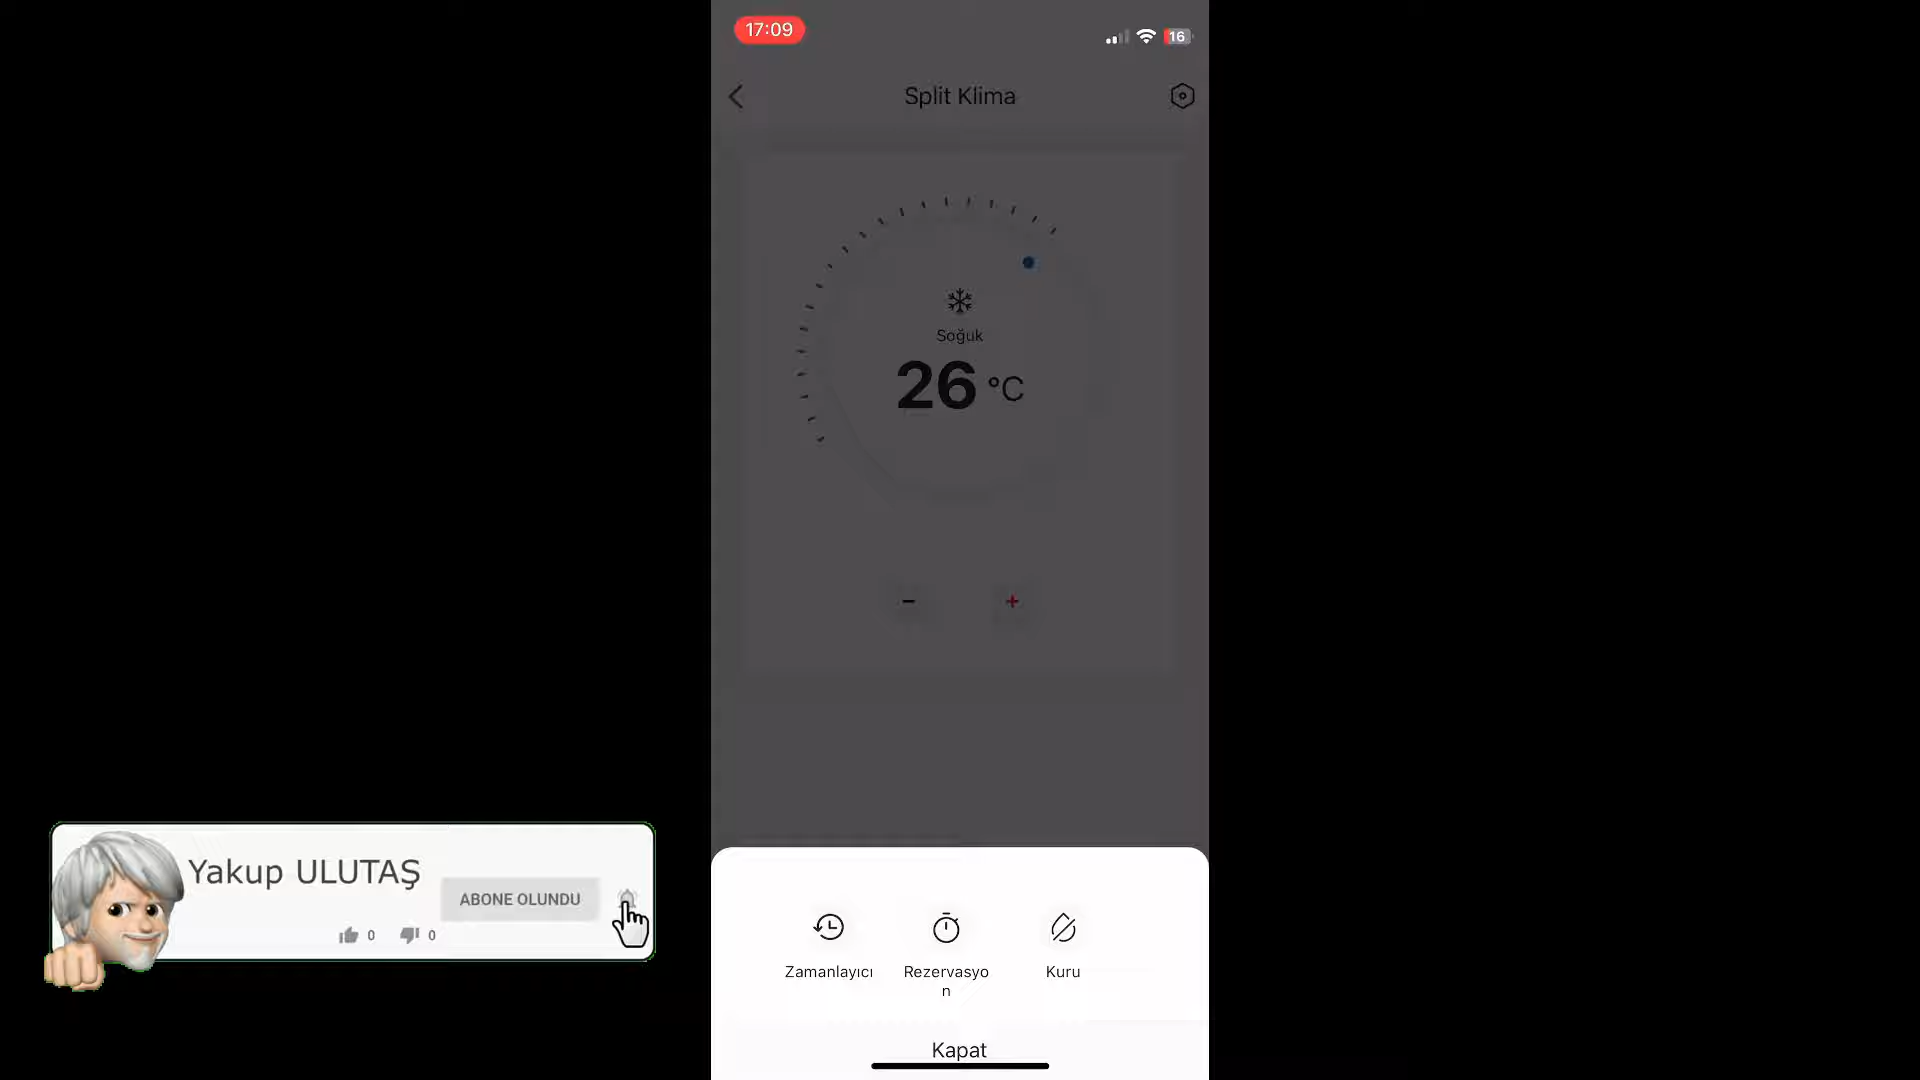 17:09
16
Split Klima
Soğuk
26 °C
−
+
Yakup ULUTAŞ
ABONE OLUNDU
0
0
Zamanlayıcı
Rezervasyo
n
Kuru
Kapat